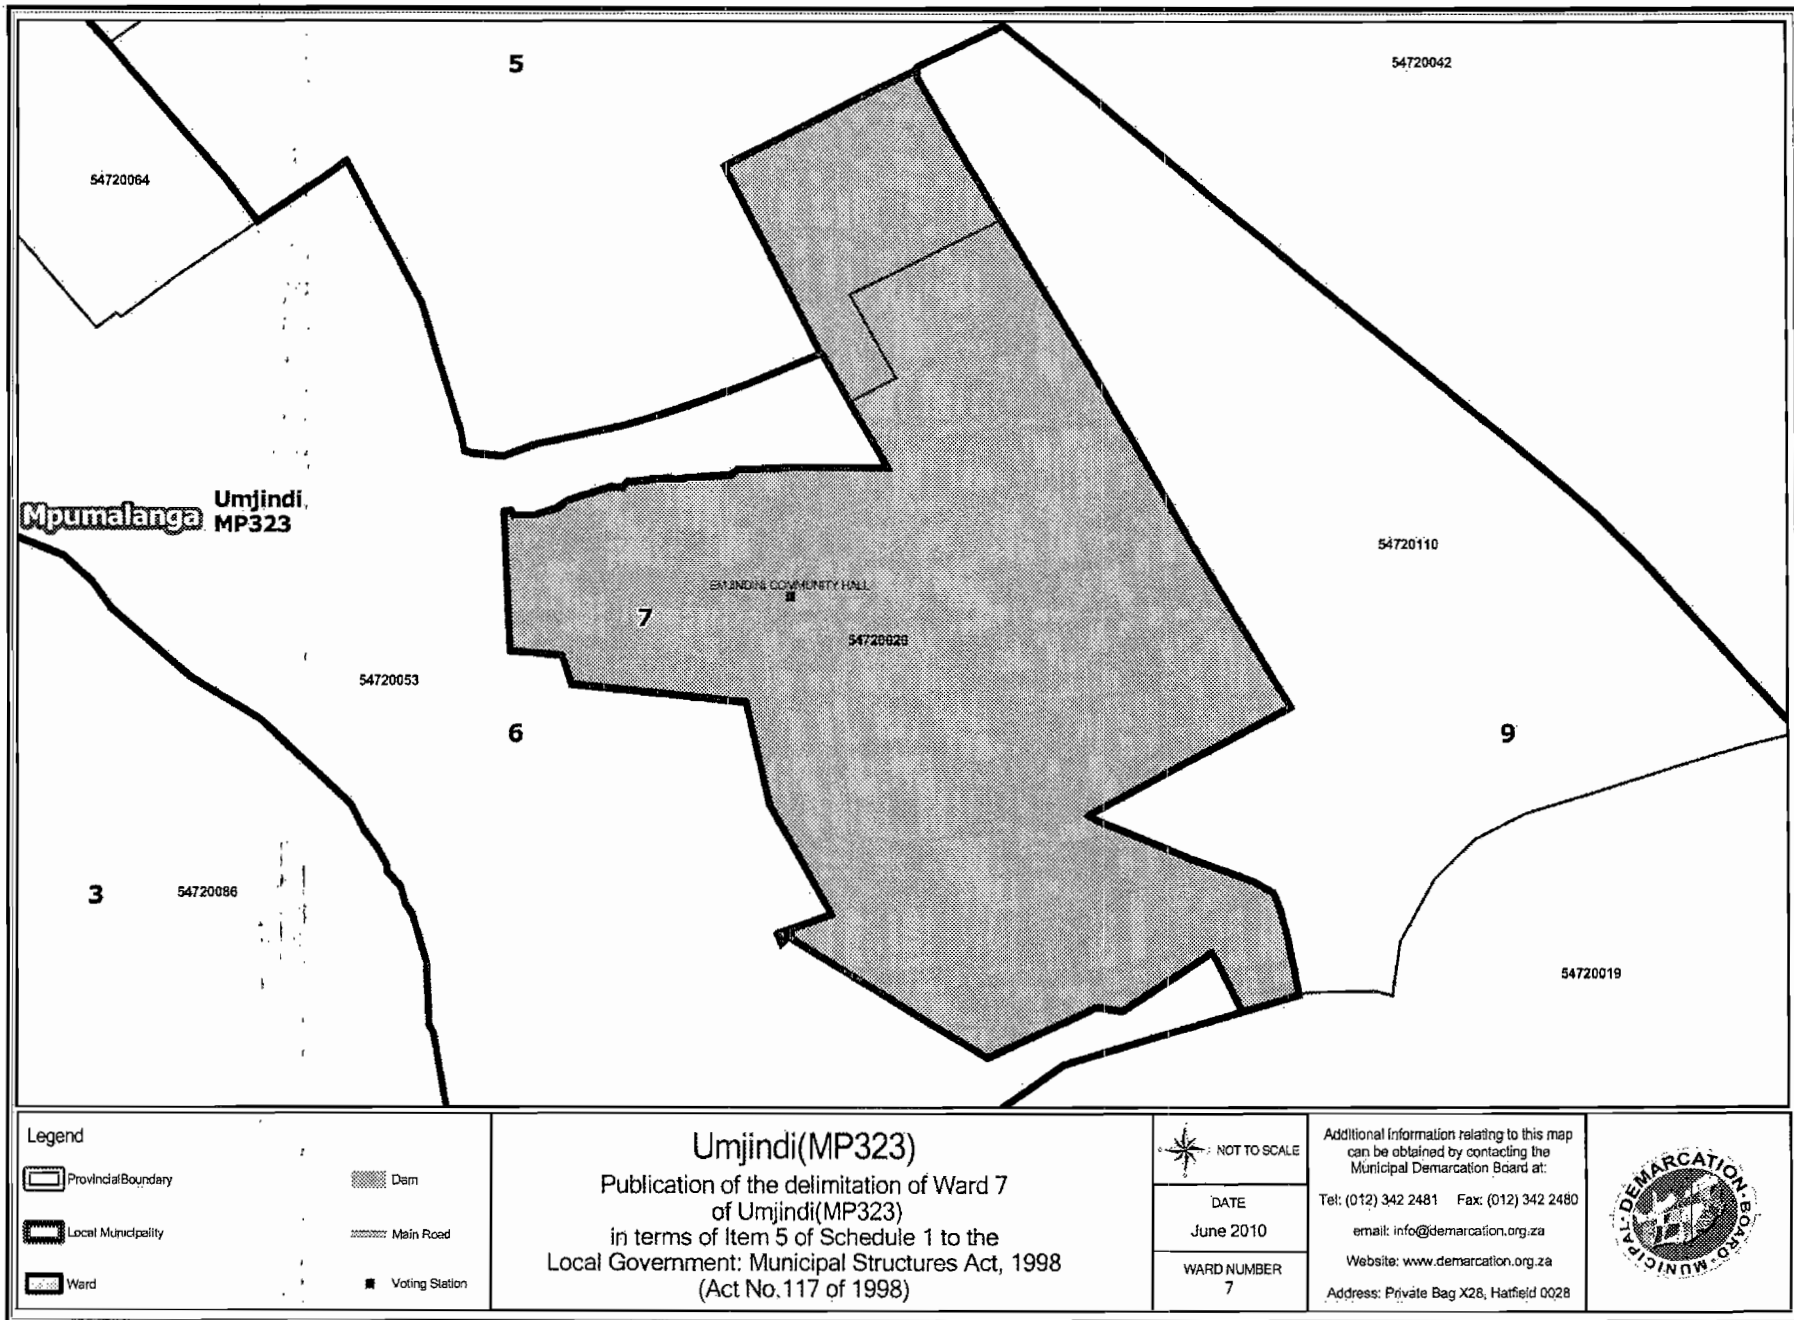 5
54720042
54720064
Mpumalanga
Umjindi
MP323
54720110
EMJINDINI COMMUNITY HALL
7
54720020
54720053
6
9
3
54720086
54720019
Legend
Provincial Boundary
Local Municipality
Ward
Dam
Main Road
Voting Station
Umjindi(MP323)
Publication of the delimitation of Ward 7
of Umjindi(MP323)
in terms of Item 5 of Schedule 1 to the
Local Government: Municipal Structures Act, 1998
(Act No.117 of 1998)
NOT TO SCALE
DATE
June 2010
WARD NUMBER
7
Additional information relating to this map
can be obtained by contacting the
Municipal Demarcation Board at:
Tel: (012) 342 2481 Fax: (012) 342 2480
email: info@demarcation.org.za
Website: www.demarcation.org.za
Address: Private Bag X28, Hatfield 0028
MUNICIPAL DEMARCATION BOARD